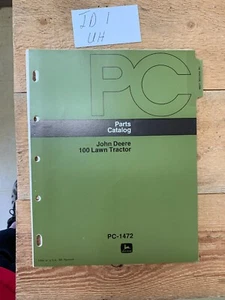 ID 1
UH
PC
Parts
Catalog
John Deere
100 Lawn Tractor
PC-1472